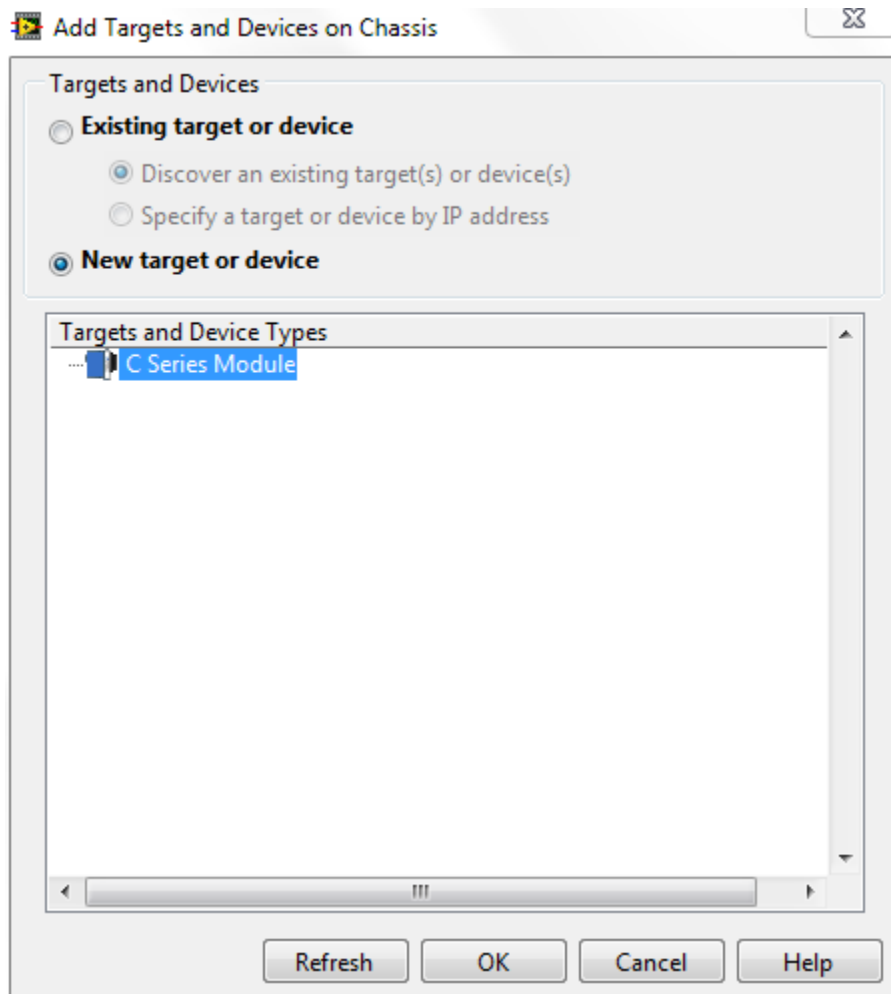 Add Targets and Devices on Chassis
Targets and Devices
Existing target or device
Discover an existing target(s) or device(s)
Specify a target or device by IP address
New target or device
Targets and Device Types
C Series Module
Refresh OK Cancel Help